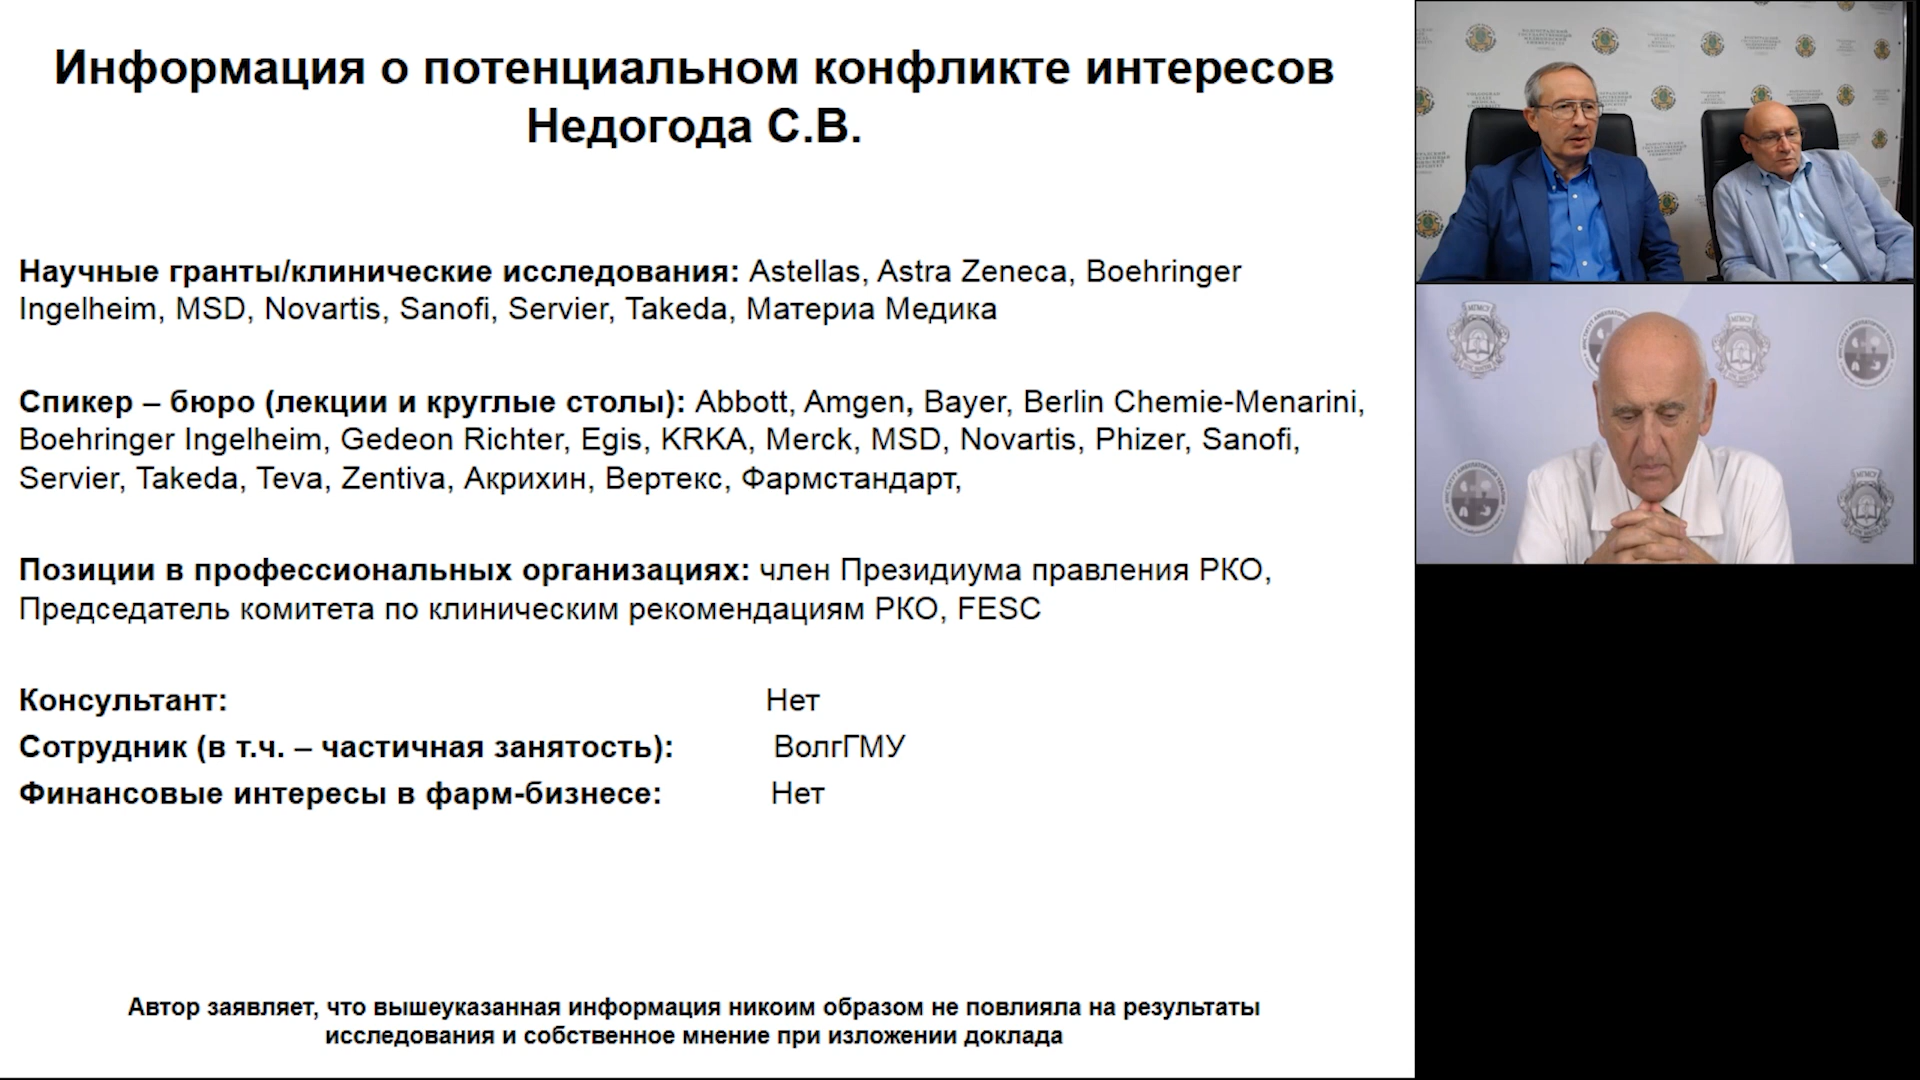 Информация о потенциальном конфликте интересов
Недогода С.В.
Научные гранты/клинические исследования: Astellas, Astra Zeneca, Boehringer
Ingelheim, MSD, Novartis, Sanofi, Servier, Takeda, Материа Медика
Спикер – бюро (лекции и круглые столы): Abbott, Amgen, Bayer, Berlin Chemie-Menarini,
Boehringer Ingelheim, Gedeon Richter, Egis, KRKA, Merck, MSD, Novartis, Phizer, Sanofi,
Servier, Takeda, Teva, Zentiva, Акрихин, Вертекс, Фармстандарт,
Позиции в профессиональных организациях: член Президиума правления РКО,
Председатель комитета по клиническим рекомендациям РКО, FESC
Консультант: Нет
Сотрудник (в т.ч. – частичная занятость): ВолгГМУ
Финансовые интересы в фарм-бизнесе: Нет
Автор заявляет, что вышеуказанная информация никоим образом не повлияла на результаты
исследования и собственное мнение при изложении доклада